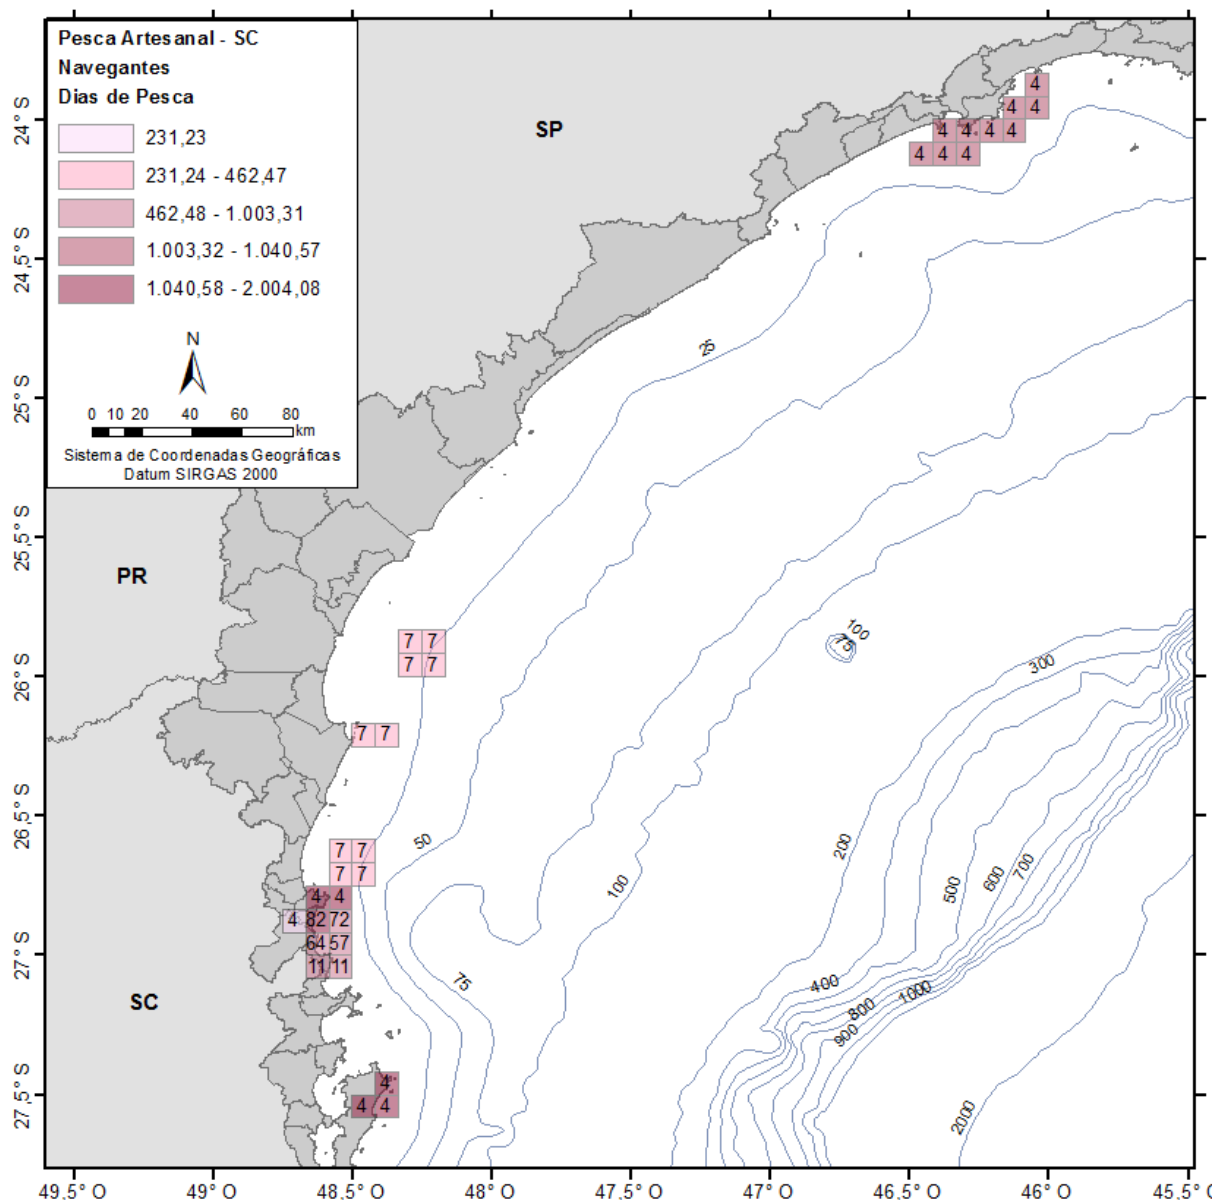 Pesca Artesanal - SC
Navegantes
Dias de Pesca
231,23
231,24 - 462,47
462,48 - 1.003,31
1.003,32 - 1.040,57
1.040,58 - 2.004,08
N
0 10 20 40 60 80
km
Sistema de Coordenadas Geográficas
Datum SIRGAS 2000
SP
PR
SC
4
4 4
4 4 4 4
4 4 4
7 7
7 7
7 7
7 7
7 7
4 4
4 82 72
64 57
11 11
4
4 4
25
50
75
100
100
75
200
300
400
500
600
700
800
900
1000
2000
24° S
24,5° S
25° S
25,5° S
26° S
26,5° S
27° S
27,5° S
49,5° O 49° O 48,5° O 48° O 47,5° O 47° O 46,5° O 46° O 45,5° O